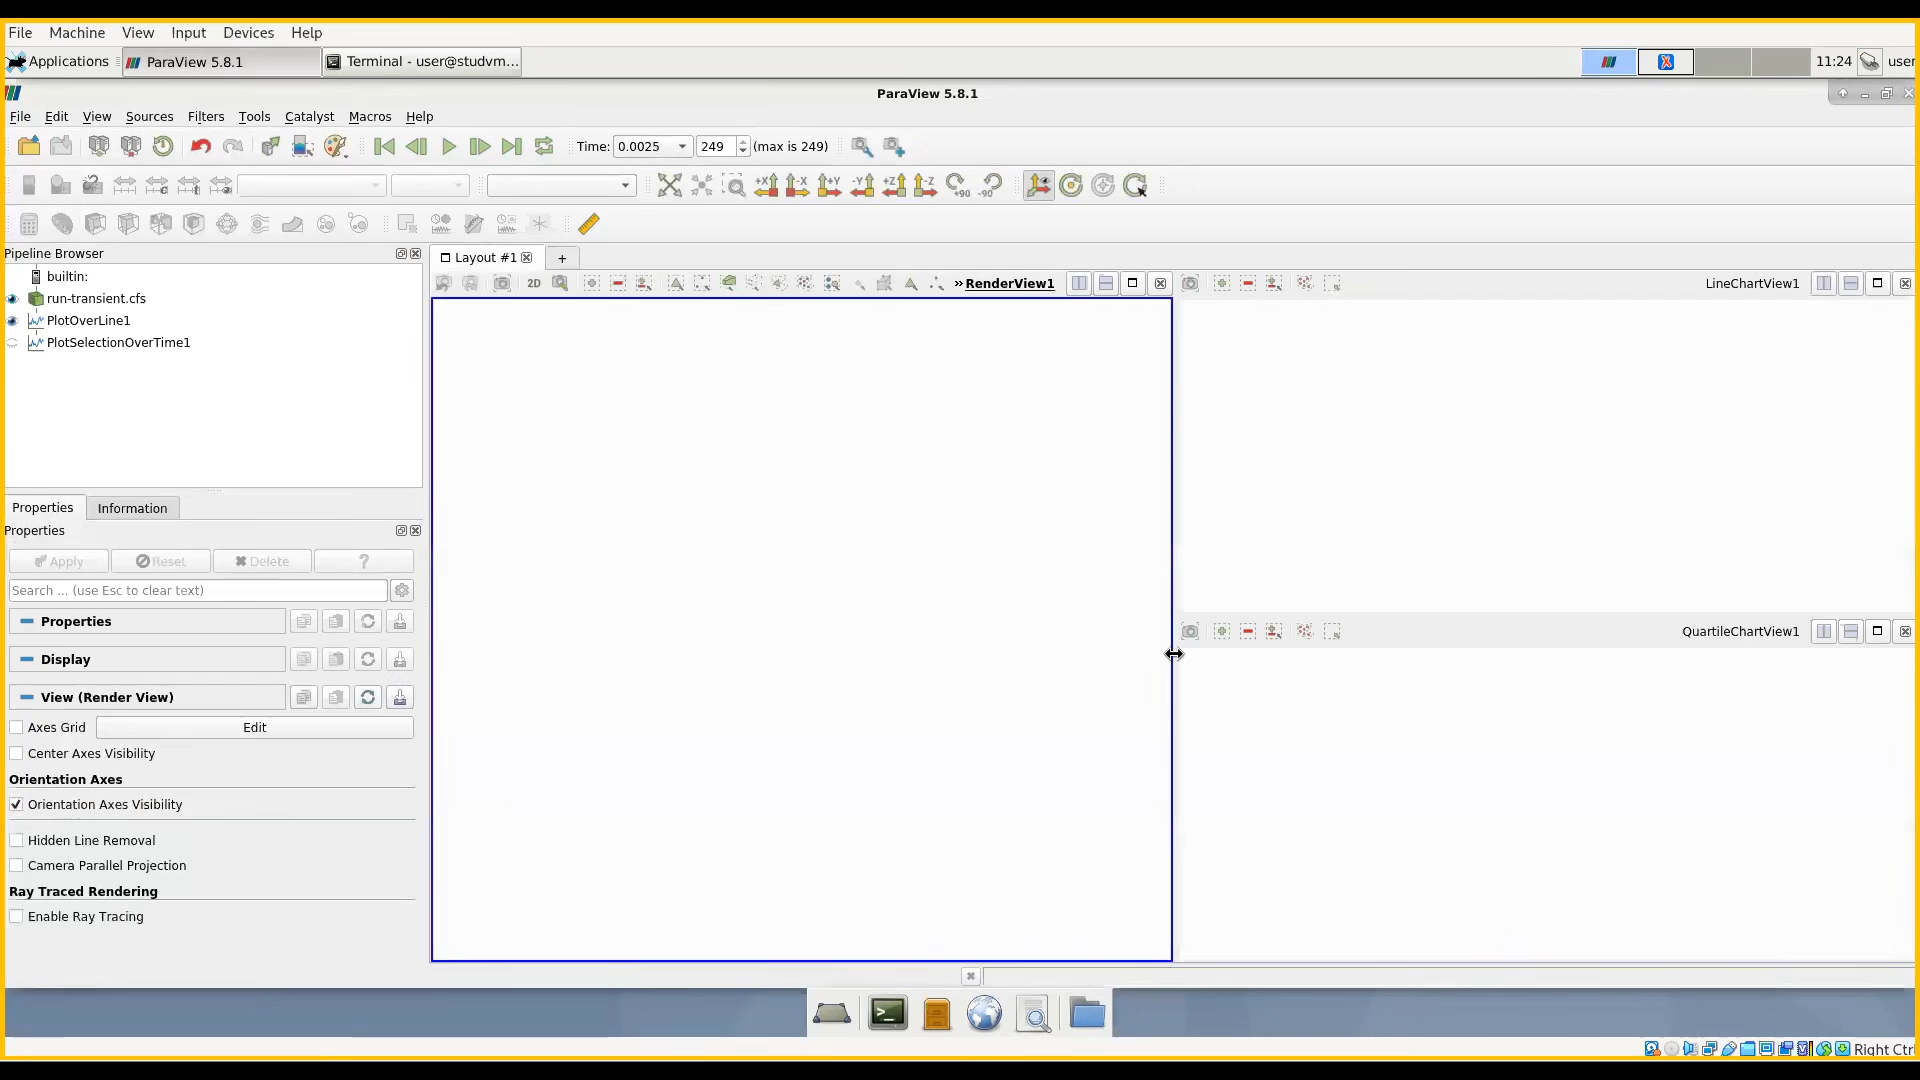 File Machine View Input Devices Help
Applications ParaView 5.8.1 Terminal - user@studvm... 11:24 user
ParaView 5.8.1
File Edit View Sources Filters Tools Catalyst Macros Help
Time: 0.0025 249 (max is 249)
+X -X +Y -Y +Z -Z +90 -90
Pipeline Browser
builtin:
run-transient.cfs
PlotOverLine1
PlotSelectionOverTime1
Layout #1 +
2D » RenderView1
LineChartView1
QuartileChartView1
Properties Information
Properties
Apply Reset Delete ?
Search ... (use Esc to clear text)
Properties
Display
View (Render View)
Axes Grid Edit
Center Axes Visibility
Orientation Axes
Orientation Axes Visibility
Hidden Line Removal
Camera Parallel Projection
Ray Traced Rendering
Enable Ray Tracing
Right Ctrl